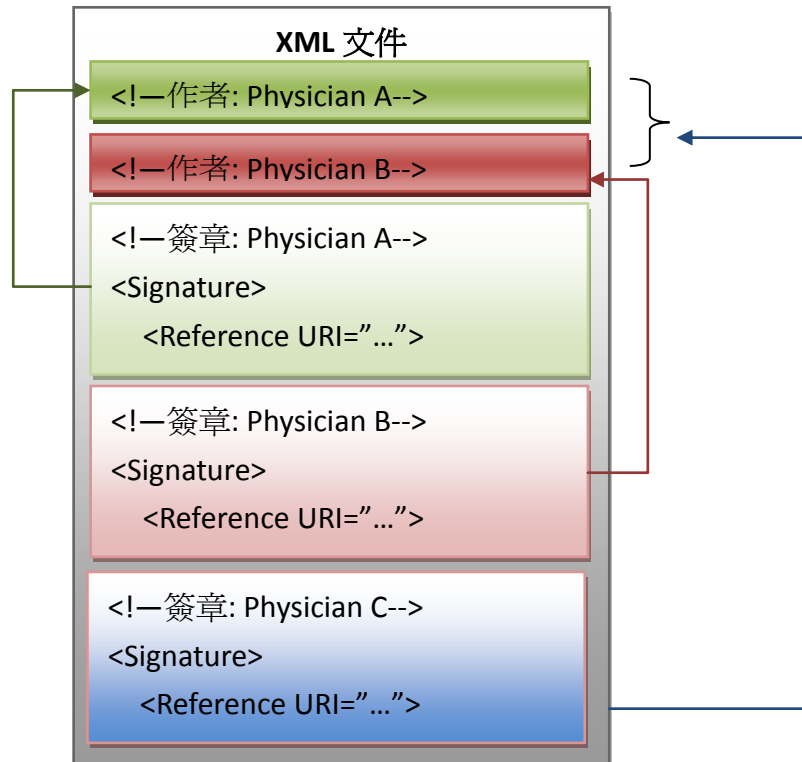 XML 文件
<!—作者: Physician A-->
<!—作者: Physician B-->
<!—簽章: Physician A-->
<Signature>
<Reference URI=”…”>
<!—簽章: Physician B-->
<Signature>
<Reference URI=”…”>
<!—簽章: Physician C-->
<Signature>
<Reference URI=”…”>